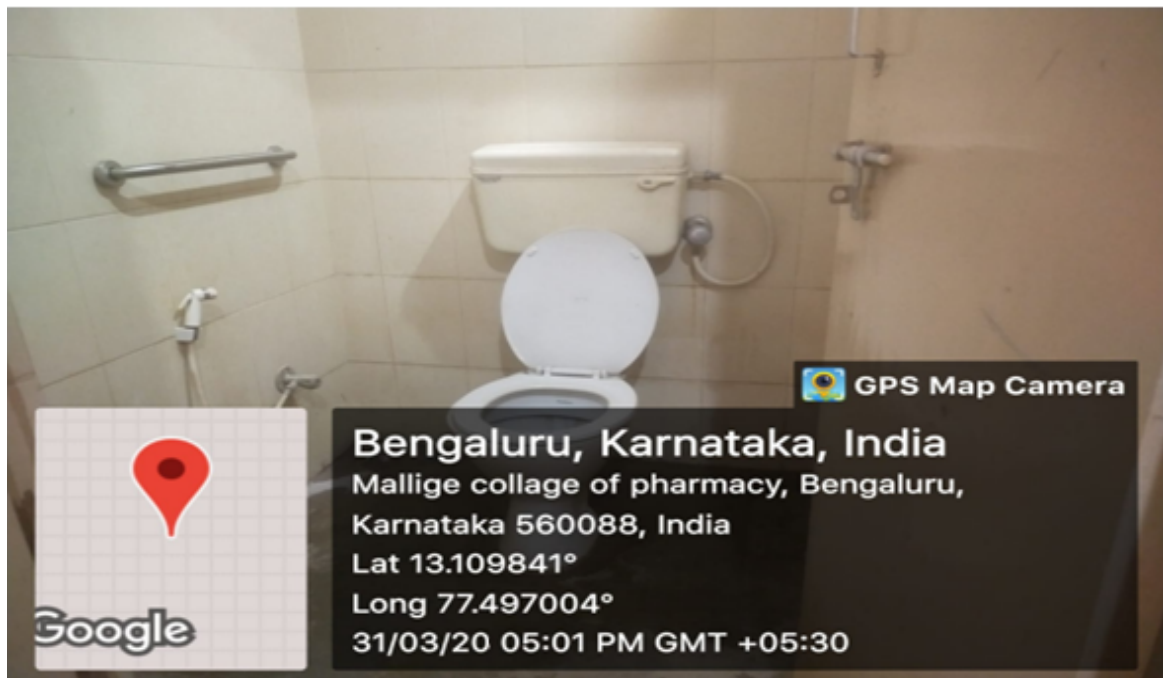 GPS Map Camera
Bengaluru, Karnataka, India
Mallige collage of pharmacy, Bengaluru,
Karnataka 560088, India
Lat 13.109841°
Long 77.497004°
31/03/20 05:01 PM GMT +05:30
Google